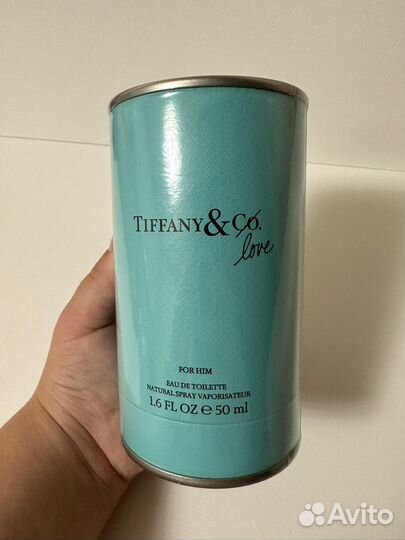 TIFFANY & CO.
love
FOR HIM
EAU DE TOILETTE
NATURAL SPRAY VAPORISATEUR
1.6 FL OZ e 50 ml
Avito